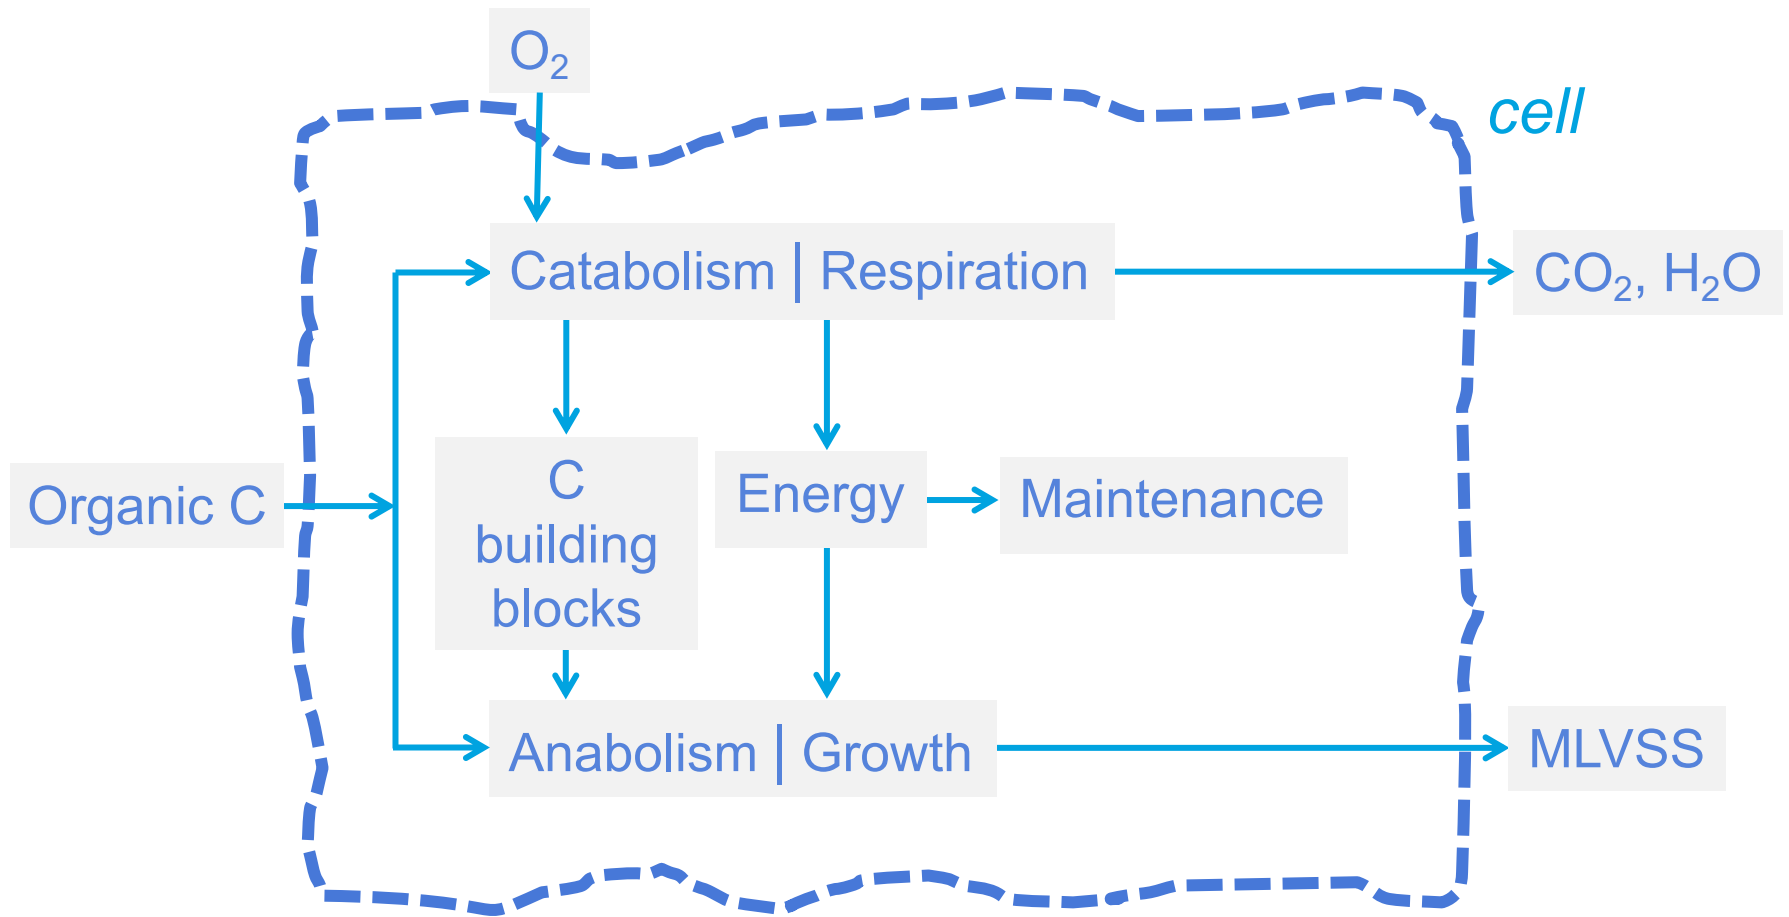 O₂
cell
Catabolism | Respiration
CO₂, H₂O
Organic C
C
building
blocks
Energy
Maintenance
Anabolism | Growth
MLVSS